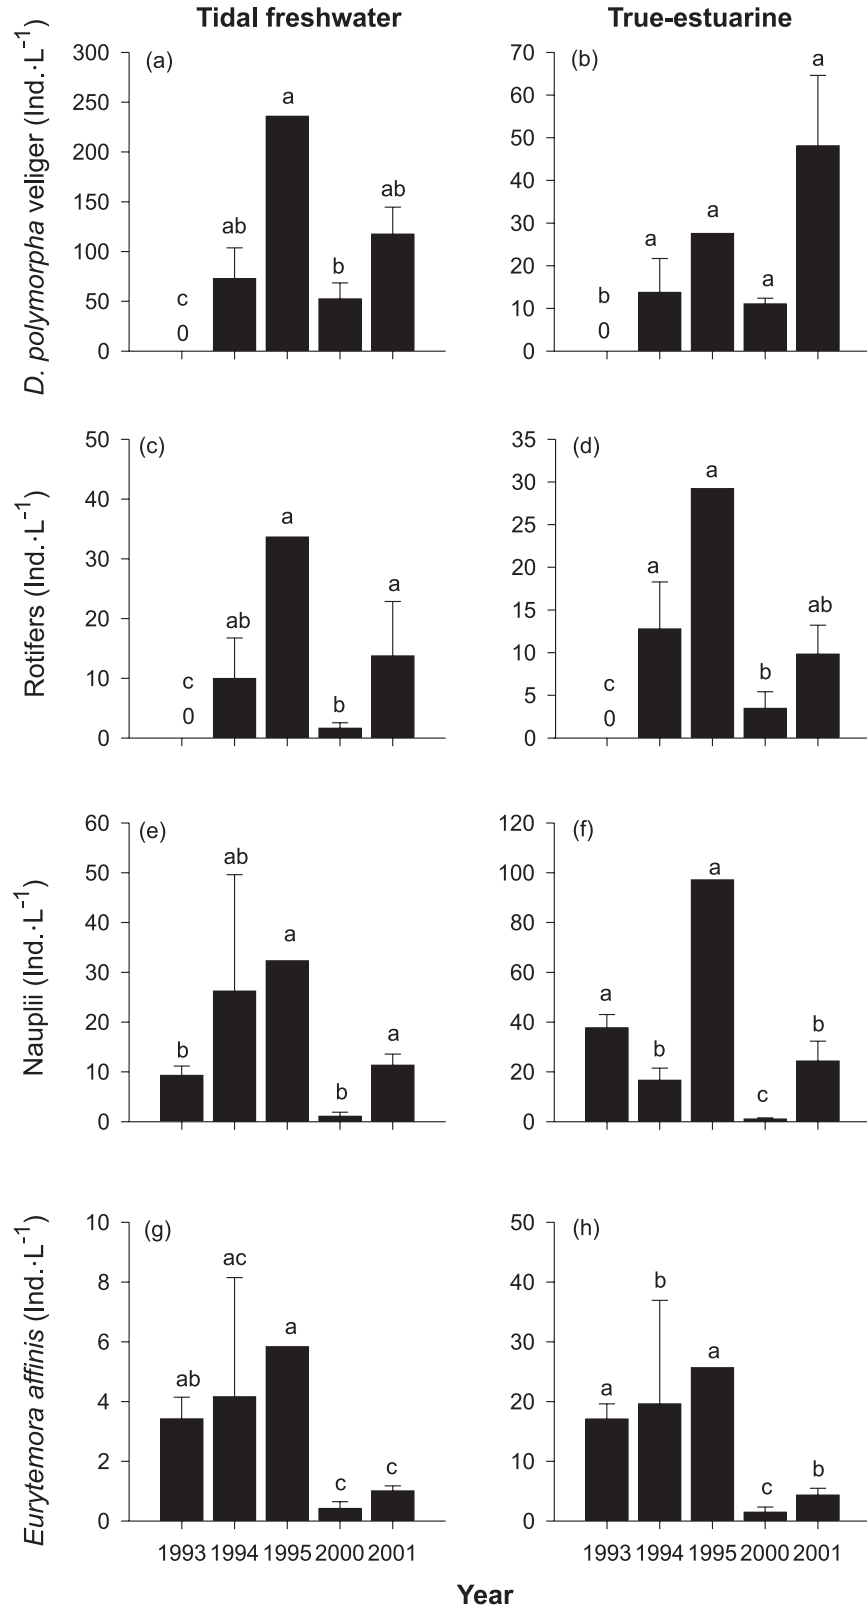 Tidal freshwater
True-estuarine
D. polymorpha veliger (Ind.·L⁻¹)
(a)
300
250
200
150
100
50
0
c
0
ab
a
b
ab
(b)
70
60
50
40
30
20
10
0
b
0
a
a
a
a
Rotifers (Ind.·L⁻¹)
(c)
50
40
30
20
10
0
c
0
ab
a
b
a
(d)
35
30
25
20
15
10
5
0
c
0
a
a
b
ab
Nauplii (Ind.·L⁻¹)
(e)
60
50
40
30
20
10
0
b
ab
a
b
a
(f)
120
100
80
60
40
20
0
a
b
a
c
b
Eurytemora affinis (Ind.·L⁻¹)
(g)
10
8
6
4
2
0
ab
ac
a
c
c
(h)
50
40
30
20
10
0
a
b
a
c
b
1993 1994 1995 2000 2001
1993 1994 1995 2000 2001
Year